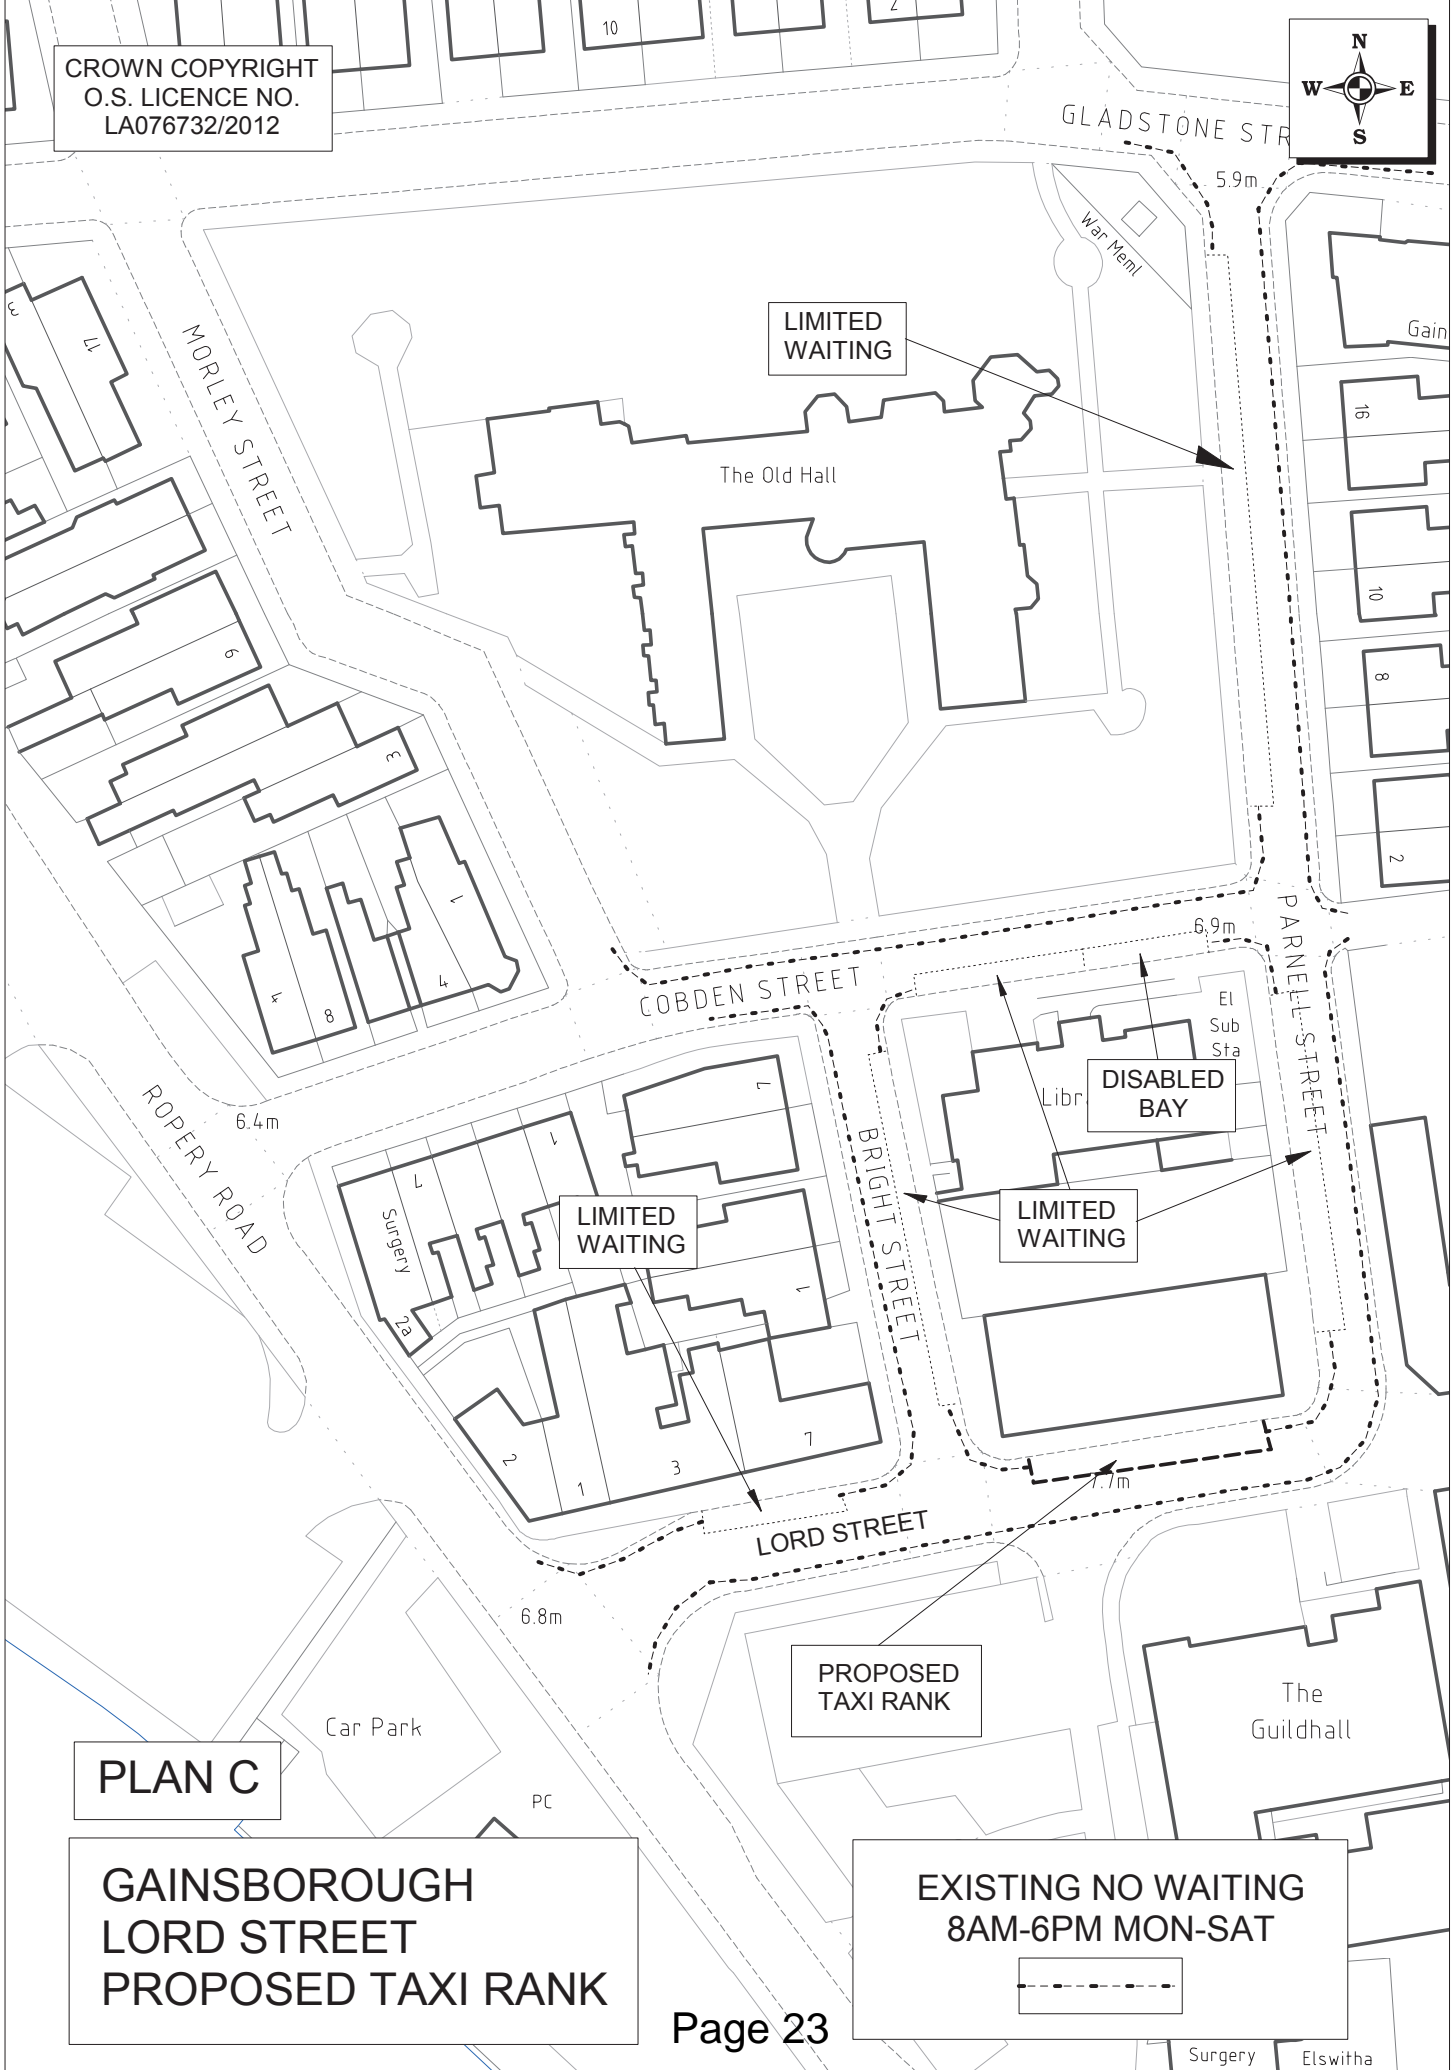 10
2
CROWN COPYRIGHT
O.S. LICENCE NO.
LA076732/2012
N
W E
S
GLADSTONE STR
5.9m
War Meml
3
17
MORLEY STREET
LIMITED
WAITING
Gain
16
The Old Hall
10
9
8
3
2
1
4
4
8
PARNELL STREET
6.9m
COBDEN STREET
El
Sub
Sta
DISABLED
BAY
Libr
ROPERY ROAD
6.4m
7
1
7
Surgery
2a
BRIGHT STREET
LIMITED
WAITING
LIMITED
WAITING
1
2
1
3
7
7.7m
LORD STREET
6.8m
PROPOSED
TAXI RANK
The
Guildhall
Car Park
PLAN C
PC
GAINSBOROUGH
LORD STREET
PROPOSED TAXI RANK
EXISTING NO WAITING
8AM-6PM MON-SAT
Page 23
Surgery
Elswitha